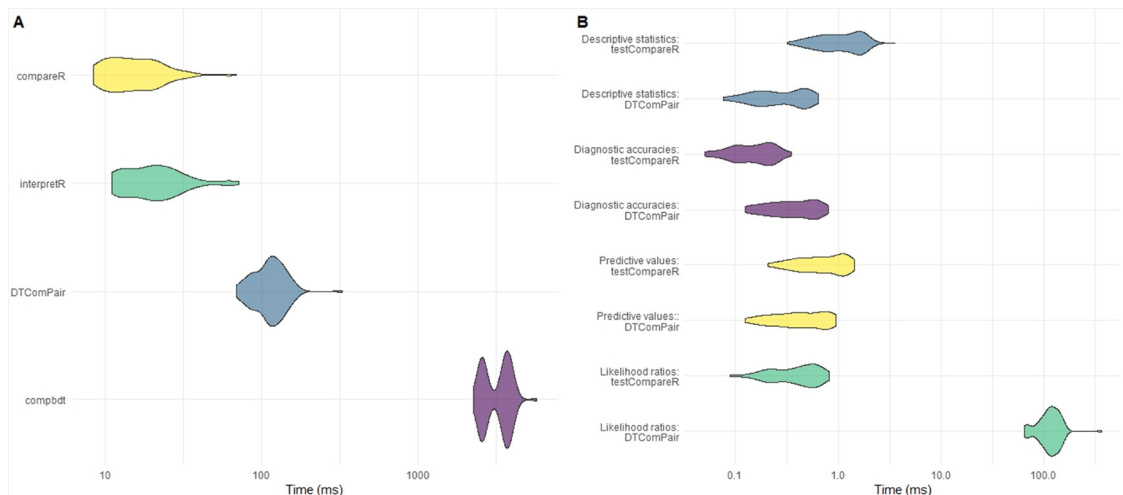 A
compareR
interpretR
DTComPair
compbdt
10
100
1000
Time (ms)
B
Descriptive statistics:
testCompareR
Descriptive statistics:
DTComPair
Diagnostic accuracies:
testCompareR
Diagnostic accuracies:
DTComPair
Predictive values:
testCompareR
Predictive values::
DTComPair
Likelihood ratios:
testCompareR
Likelihood ratios:
DTComPair
0.1
1.0
10.0
100.0
Time (ms)